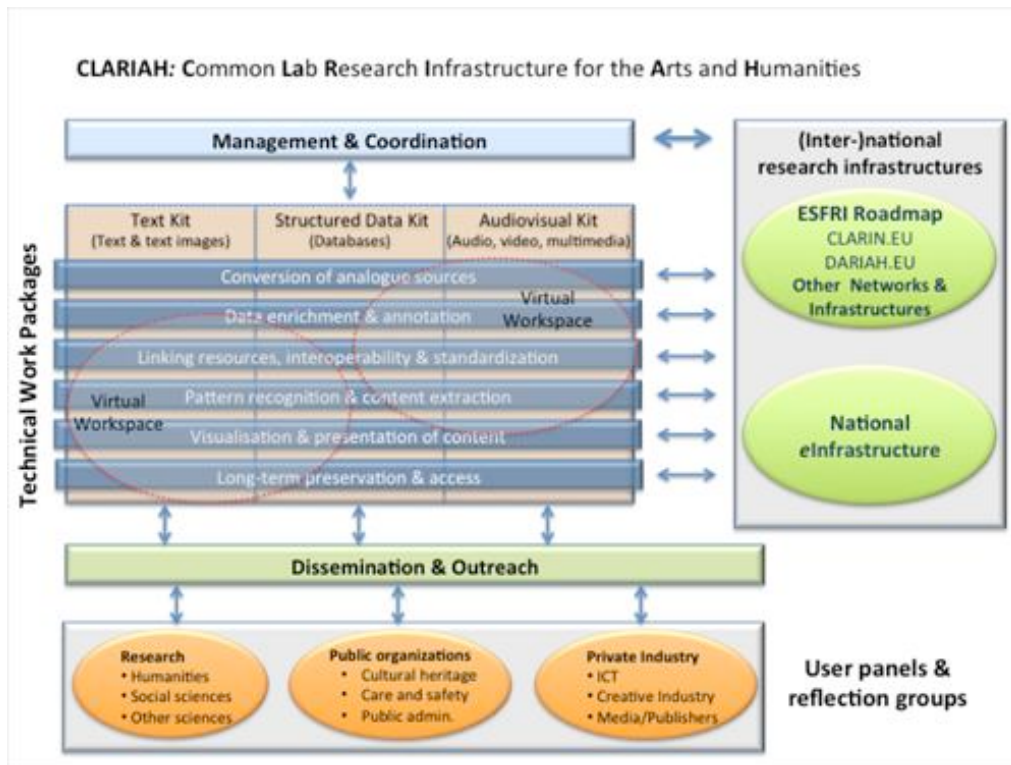 CLARIAH: Common Lab Research Infrastructure for the Arts and Humanities
Management & Coordination
(Inter-)national
research infrastructures
ESFRI Roadmap
CLARIN.EU
DARIAH.EU
Other Networks &
Infrastructures
National
eInfrastructure
Technical Work Packages
Text Kit
(Text & text images)
Structured Data Kit
(Databases)
Audiovisual Kit
(Audio, video, multimedia)
Conversion of analogue sources
Data enrichment & annotation
Virtual
Workspace
Linking resources, interoperability & standardization
Pattern recognition & content extraction
Virtual
Workspace
Visualisation & presentation of content
Long-term preservation & access
Dissemination & Outreach
Research
• Humanities
• Social sciences
• Other sciences
Public organizations
• Cultural heritage
• Care and safety
• Public admin.
Private Industry
• ICT
• Creative Industry
• Media/Publishers
User panels &
reflection groups